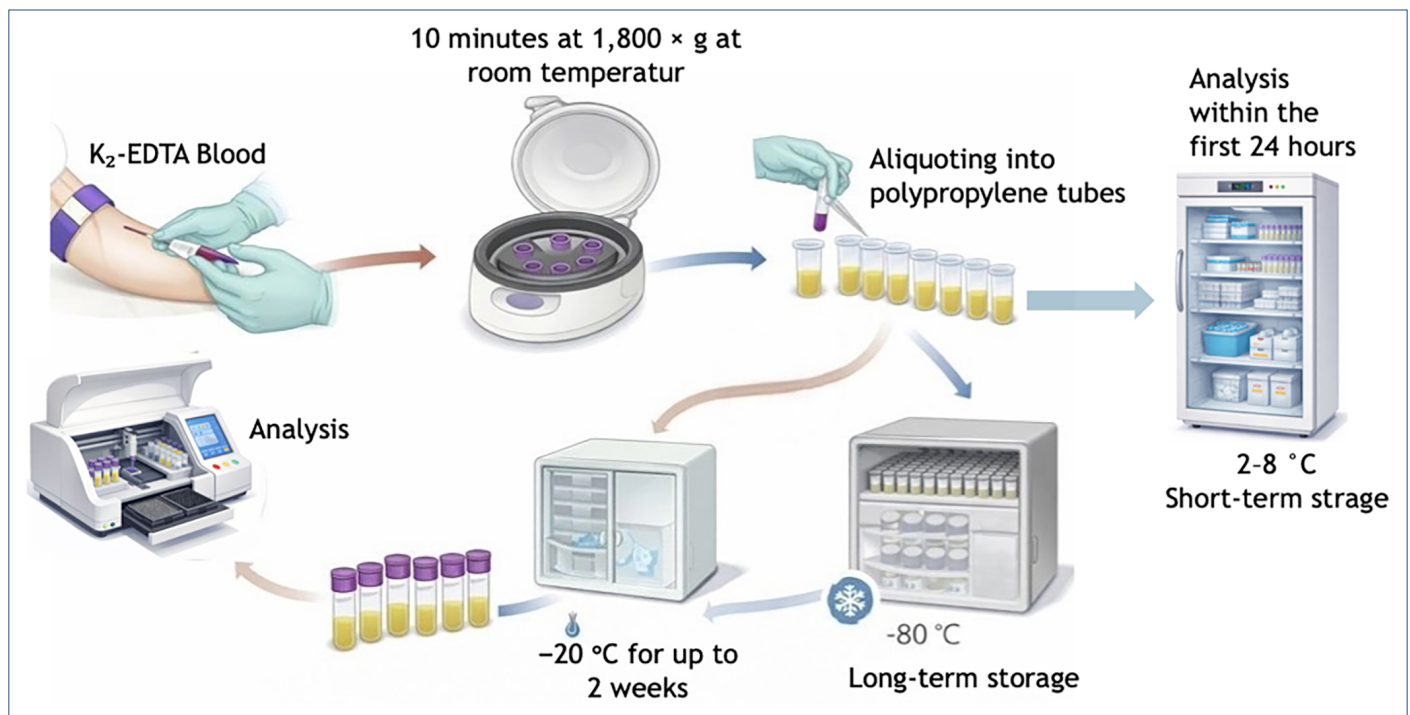 10 minutes at 1,800 × g at
room temperatur
K₂-EDTA Blood
Aliquoting into
polypropylene tubes
Analysis
within the
first 24 hours
2-8 °C
Short-term strage
Analysis
−20 °C for up to
2 weeks
-80 °C
Long-term storage